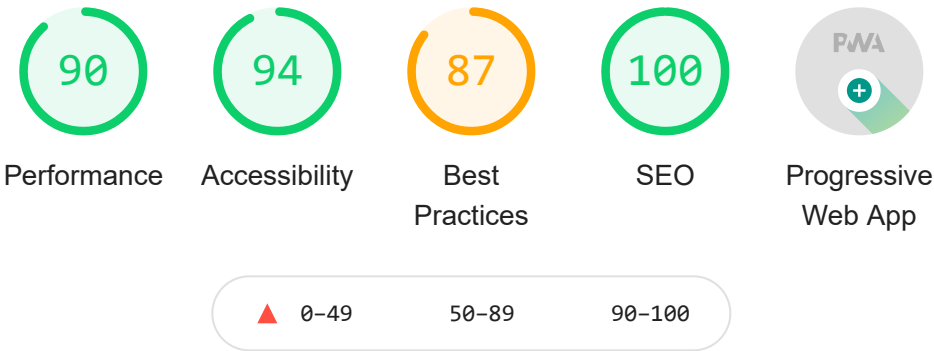 90 94 87 100 PWA
Performance Accessibility Best Practices SEO Progressive Web App
0–49 50–89 90–100